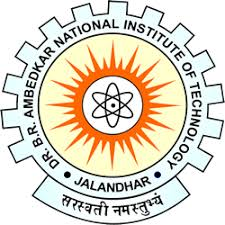 DR. B.R. AMBEDKAR NATIONAL INSTITUTE OF TECHNOLOGY
· JALANDHAR ·
सरस्वती नमस्तुभ्यं